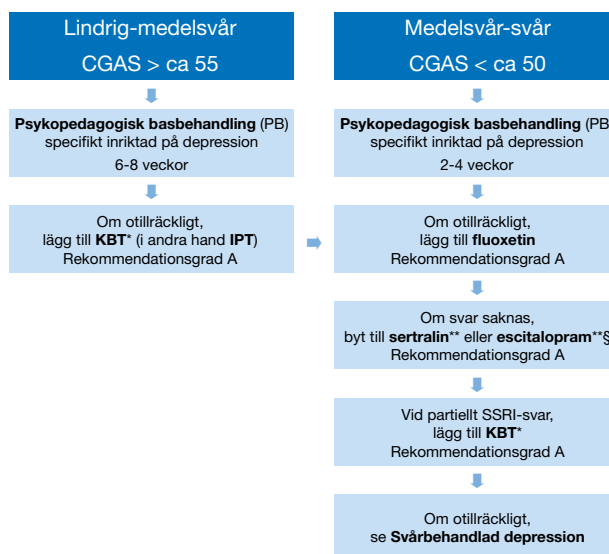 Lindrig-medelsvår
CGAS > ca 55
Psykopedagogisk basbehandling (PB)
specifikt inriktad på depression
6-8 veckor
Om otillräckligt,
lägg till KBT* (i andra hand IPT)
Rekommendationsgrad A
Medelsvår-svår
CGAS < ca 50
Psykopedagogisk basbehandling (PB
specifikt inriktad på depression
2-4 veckor
Om otillräckligt,
lägg till fluoxetin
Rekommendationsgrad A
Om svar saknas,
byt till sertralin** eller escitalopram**§
Rekommendationsgrad A
Vid partiellt SSRI-svar,
lägg till KBT*
Rekommendationsgrad A
Om otillräckligt,
se Svårbehandlad depression